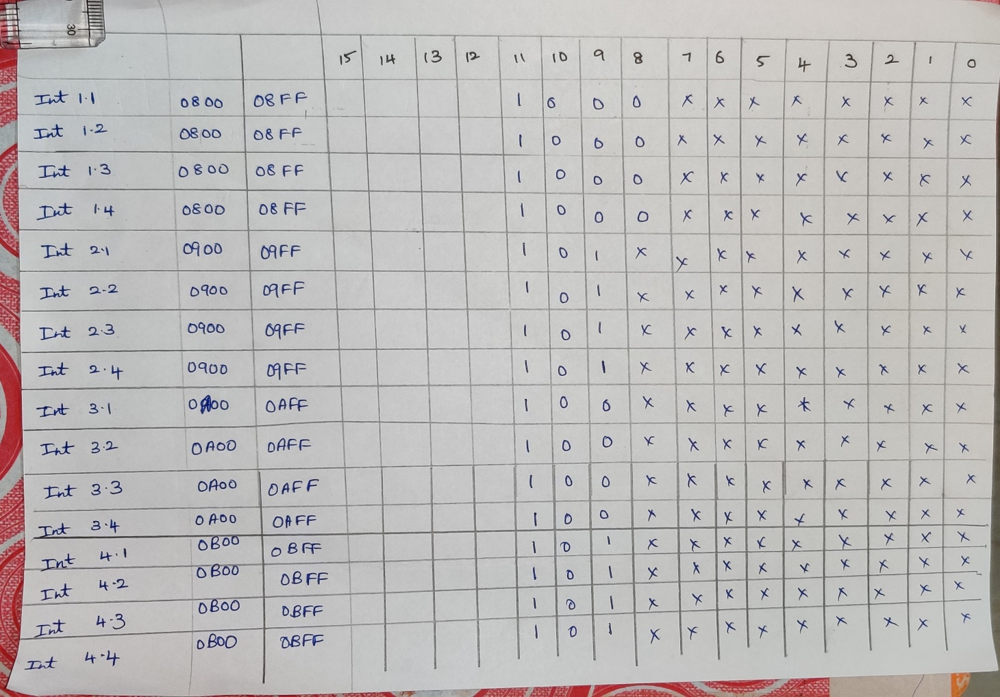 30
15 14 13 12 11 10 9 8 7 6 5 4 3 2 1 0
Int 1.1 0800 08FF 1 0 0 0 x x x x x x x x
Int 1.2 0800 08FF 1 0 0 0 x x x x x x x x
Int 1.3 0800 08FF 1 0 0 0 x x x x x x x x
Int 1.4 0800 08FF 1 0 0 0 x x x x x x x x
Int 2.1 0900 09FF 1 0 1 x x x x x x x x x
Int 2.2 0900 09FF 1 0 1 x x x x x x x x x
Int 2.3 0900 09FF 1 0 1 x x x x x x x x x
Int 2.4 0900 09FF 1 0 1 x x x x x x x x x
Int 3.1 0A00 0AFF 1 0 0 x x x x x x x x x
Int 3.2 0A00 0AFF 1 0 0 x x x x x x x x x
Int 3.3 0A00 0AFF 1 0 0 x x x x x x x x x
Int 3.4 0A00 0AFF 1 0 0 x x x x x x x x x
Int 4.1 0B00 0BFF 1 0 1 x x x x x x x x x
Int 4.2 0B00 0BFF 1 0 1 x x x x x x x x x
Int 4.3 0B00 0BFF 1 0 1 x x x x x x x x x
Int 4.4 0B00 0BFF 1 0 1 x x x x x x x x x